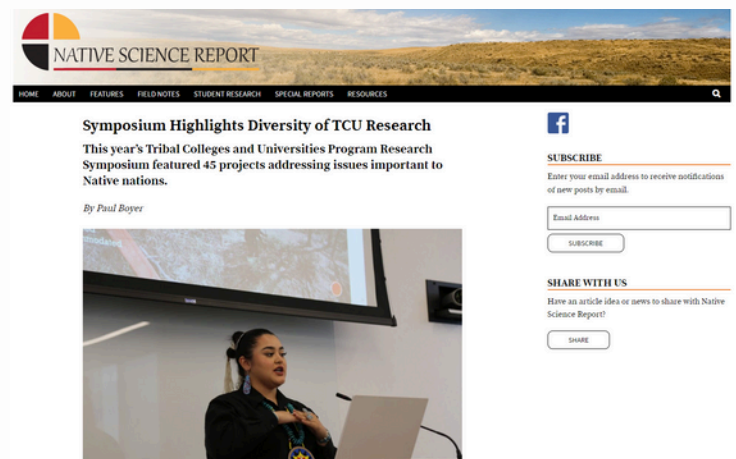 NATIVE SCIENCE REPORT
HOME ABOUT FEATURES FIELD NOTES STUDENT RESEARCH SPECIAL REPORTS RESOURCES
Symposium Highlights Diversity of TCU Research
This year's Tribal Colleges and Universities Program Research
Symposium featured 45 projects addressing issues important to
Native nations.
By Paul Boyer
SUBSCRIBE
Enter your email address to receive notifications
of new posts by email.
Email Address
SUBSCRIBE
SHARE WITH US
Have an article idea or news to share with Native
Science Report?
SHARE